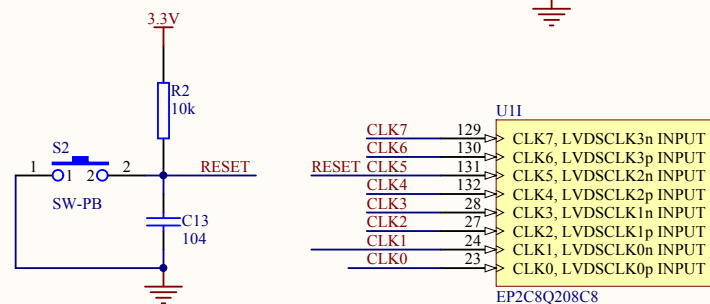 3.3V
R2
10k
S2
1 1 2 2
SW-PB
RESET
C13
104
U1I
CLK7 129 CLK7, LVDSCLK3n INPUT
CLK6 130 CLK6, LVDSCLK3p INPUT
RESET CLK5 131 CLK5, LVDSCLK2n INPUT
CLK4 132 CLK4, LVDSCLK2p INPUT
CLK3 28 CLK3, LVDSCLK1n INPUT
CLK2 27 CLK2, LVDSCLK1p INPUT
CLK1 24 CLK1, LVDSCLK0n INPUT
CLK0 23 CLK0, LVDSCLK0p INPUT
EP2C8Q208C8